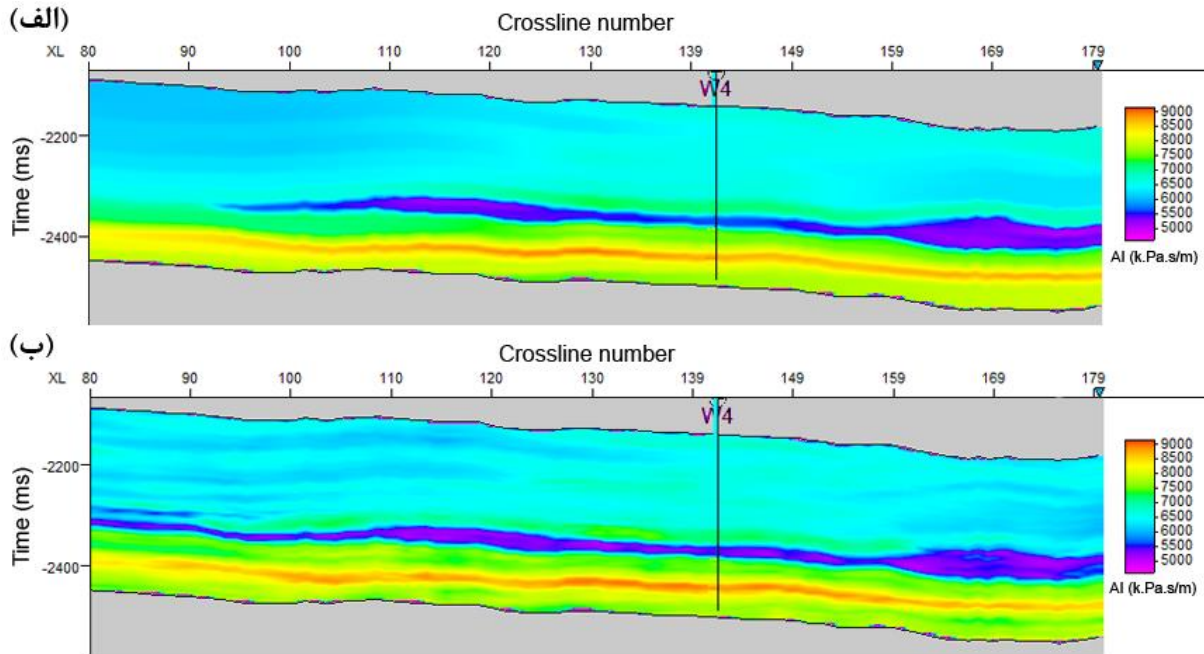 (الف)
Crossline number
XL 80 90 100 110 120 130 139 149 159 169 179
W4
Time (ms)
-2200
-2400
9000
8500
8000
7500
7000
6500
6000
5500
5000
AI (k.Pa.s/m)
(ب)
Crossline number
XL 80 90 100 110 120 130 139 149 159 169 179
W4
Time (ms)
-2200
-2400
9000
8500
8000
7500
7000
6500
6000
5500
5000
AI (k.Pa.s/m)